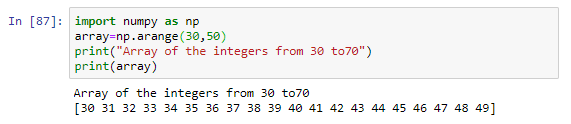 In [87]: import numpy as np
array=np.arange(30,50)
print("Array of the integers from 30 to70")
print(array)
Array of the integers from 30 to70
[30 31 32 33 34 35 36 37 38 39 40 41 42 43 44 45 46 47 48 49]